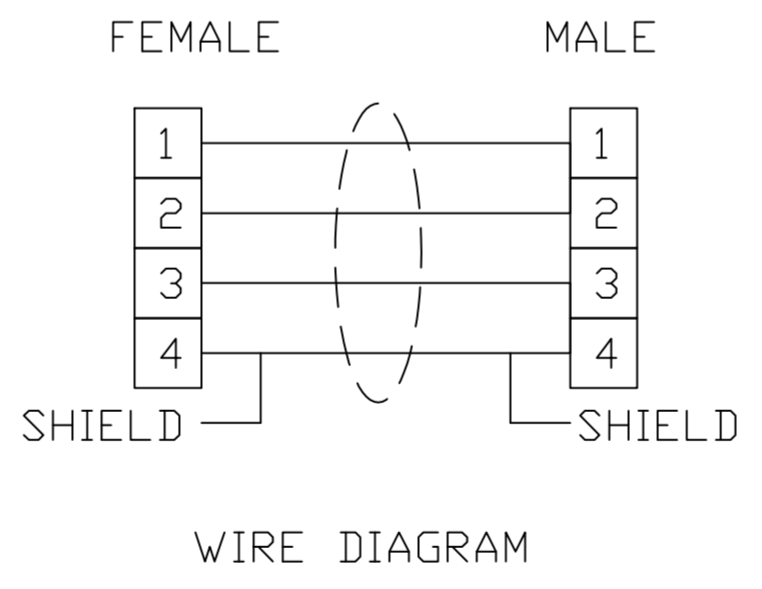 FEMALE MALE
1 1
2 2
3 3
4 4
SHIELD SHIELD
WIRE DIAGRAM